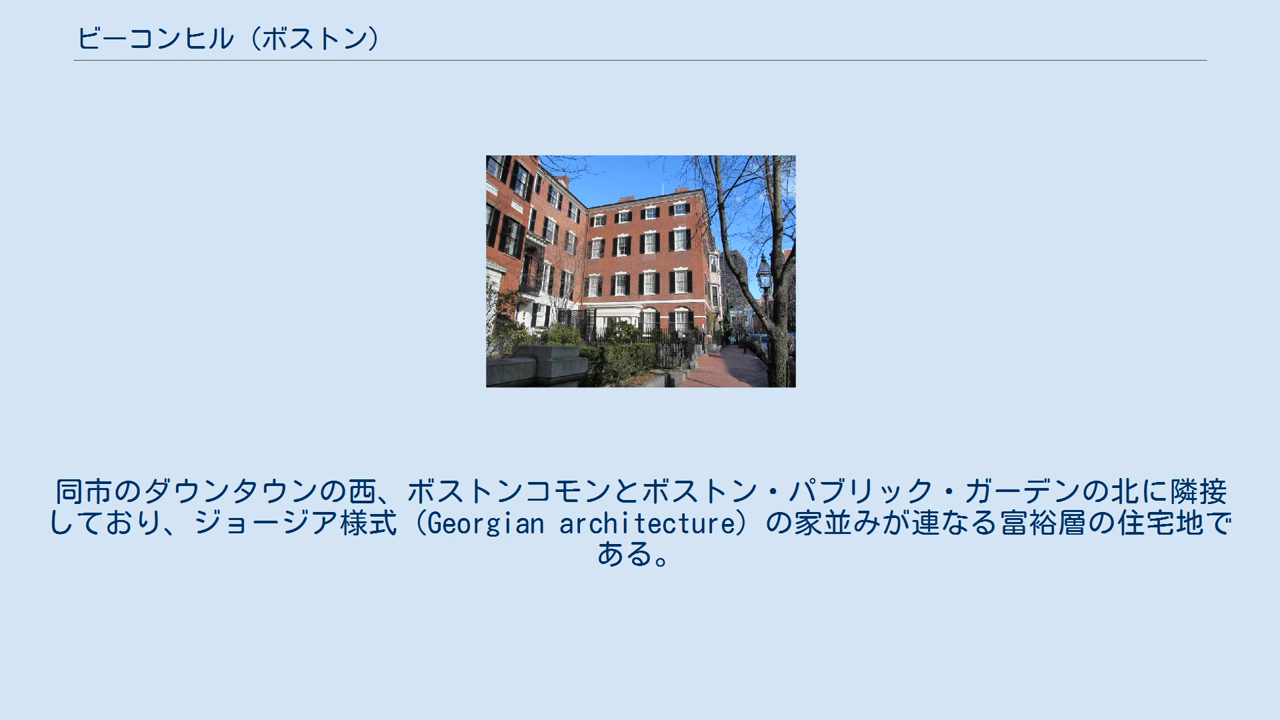 ビーコンヒル（ボストン）
同市のダウンタウンの西、ボストンコモンとボストン・パブリック・ガーデンの北に隣接
しており、ジョージア様式（Georgian architecture）の家並みが連なる富裕層の住宅地で
ある。